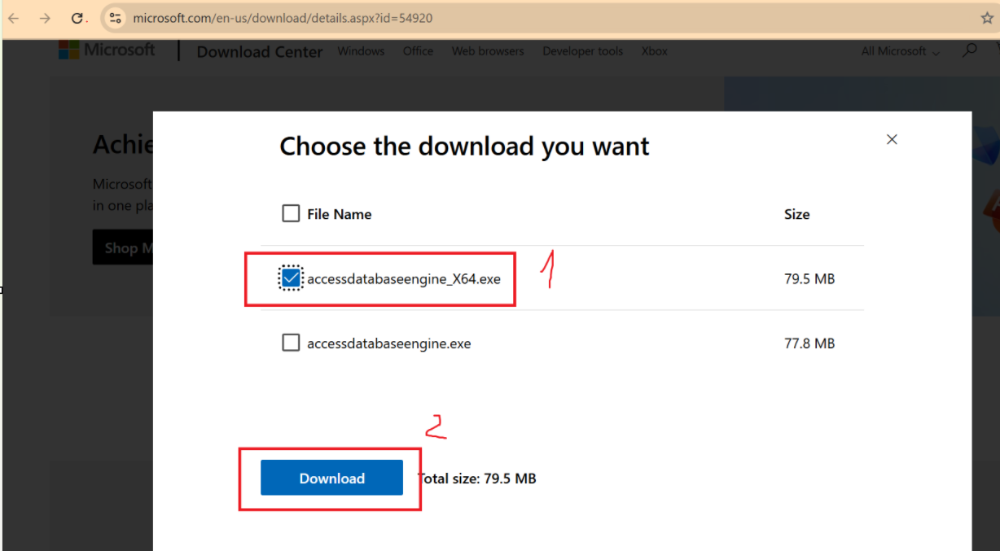 microsoft.com/en-us/download/details.aspx?id=54920
Microsoft Download Center Windows Office Web browsers Developer tools Xbox All Microsoft
Achie
Microsoft
in one pla
Shop M
Choose the download you want
File Name Size
accessdatabaseengine_X64.exe 79.5 MB
1
accessdatabaseengine.exe 77.8 MB
2
Download Total size: 79.5 MB